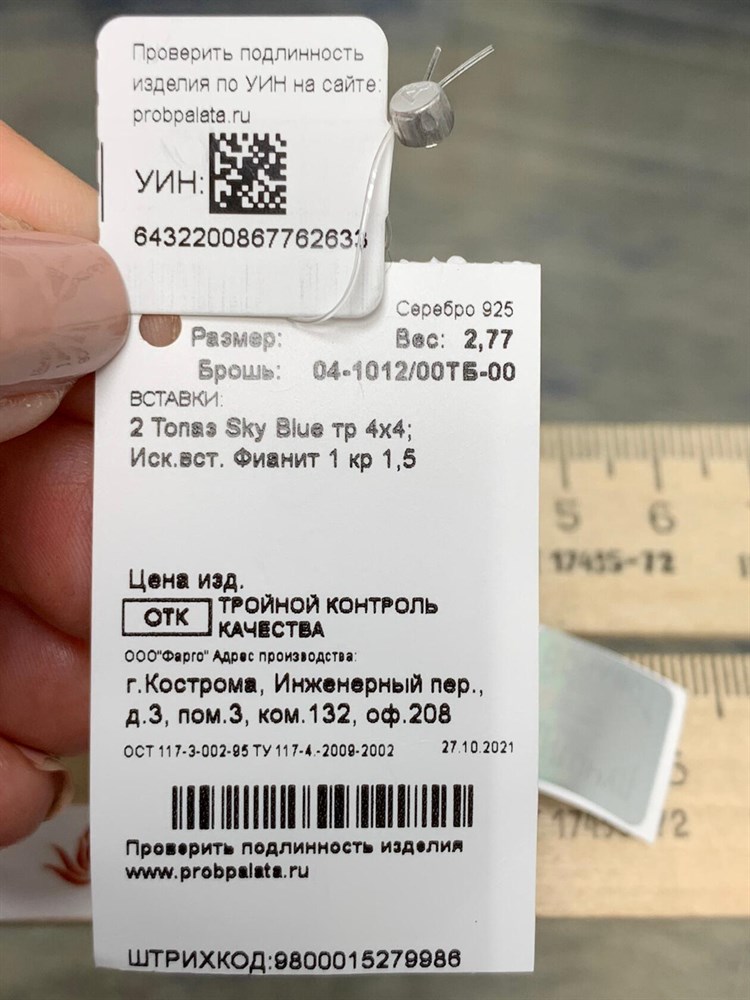 Проверить подлинность
изделия по УИН на сайте:
probpalata.ru
УИН:
6432200867762633
Серебро 925
Размер: Вес: 2,77
Брошь: 04-1012/00ТБ-00
ВСТАВКИ:
2 Топаз Sky Blue тр 4х4;
Иск.вст. Фианит 1 кр 1,5
Цена изд.
ОТК ТРОЙНОЙ КОНТРОЛЬ
КАЧЕСТВА
ООО"Фарго" Адрес производства:
г.Кострома, Инженерный пер.,
д.3, пом.3, ком.132, оф.208
ОСТ 117-3-002-95 ТУ 117-4.-2009-2002 27.10.2021
Проверить подлинность изделия
www.probpalata.ru
ШТРИХКОД:9800015279986
5 6
17435-72